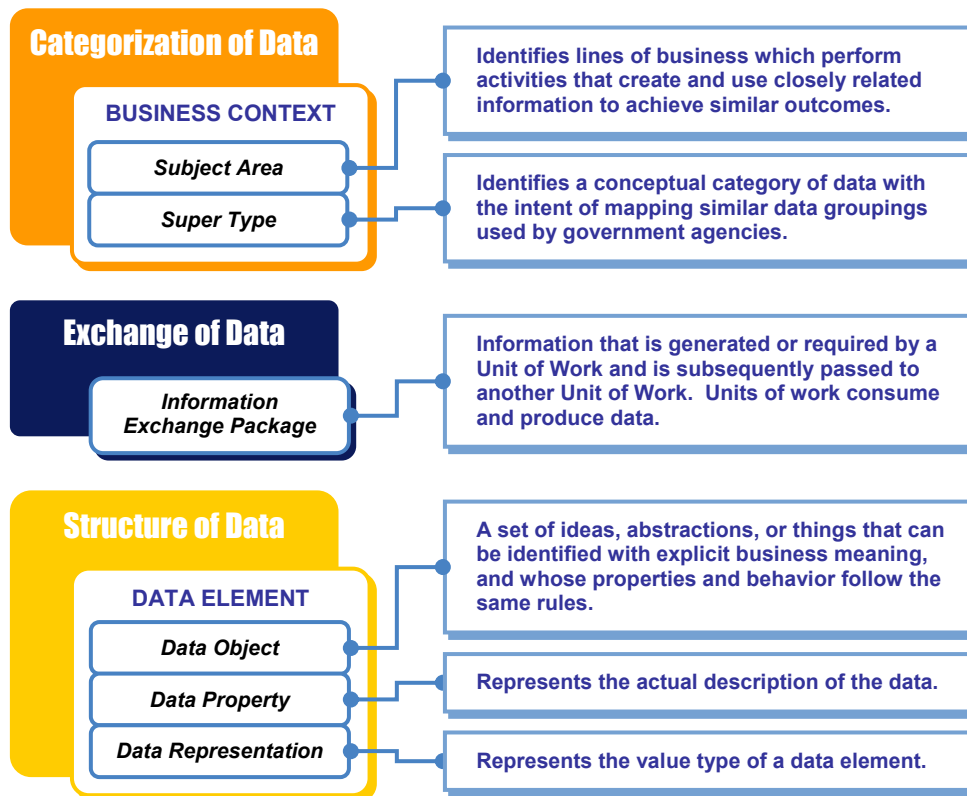 Categorization of Data
BUSINESS CONTEXT
Subject Area
Super Type
Identifies lines of business which perform
activities that create and use closely related
information to achieve similar outcomes.
Identifies a conceptual category of data with
the intent of mapping similar data groupings
used by government agencies.
Exchange of Data
Information
Exchange Package
Information that is generated or required by a
Unit of Work and is subsequently passed to
another Unit of Work.  Units of work consume
and produce data.
Structure of Data
DATA ELEMENT
Data Object
Data Property
Data Representation
A set of ideas, abstractions, or things that can
be identified with explicit business meaning,
and whose properties and behavior follow the
same rules.
Represents the actual description of the data.
Represents the value type of a data element.